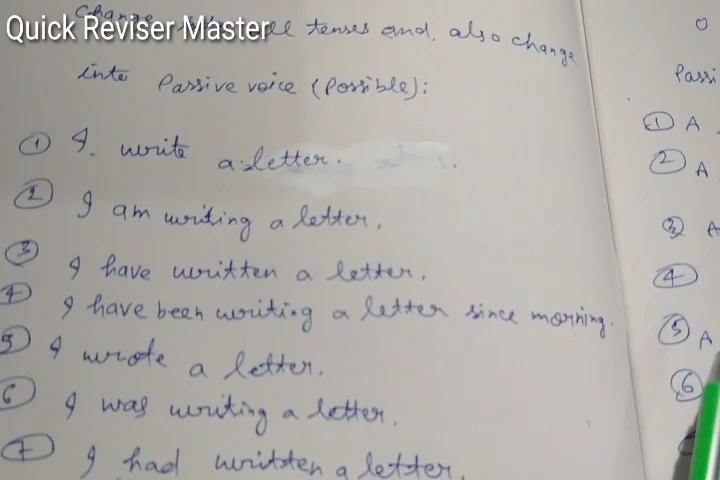 Quick Reviser Master
Change all tenses and, also change
into Passive voice (Possible):
① I write a letter.
② I am writing a letter.
③ I have written a letter.
④ I have been writing a letter since morning.
⑤ I wrote a letter.
⑥ I was writing a letter.
⑦ I had written a letter.
Passi
① A
② A
③ A
④
⑤ A
⑥